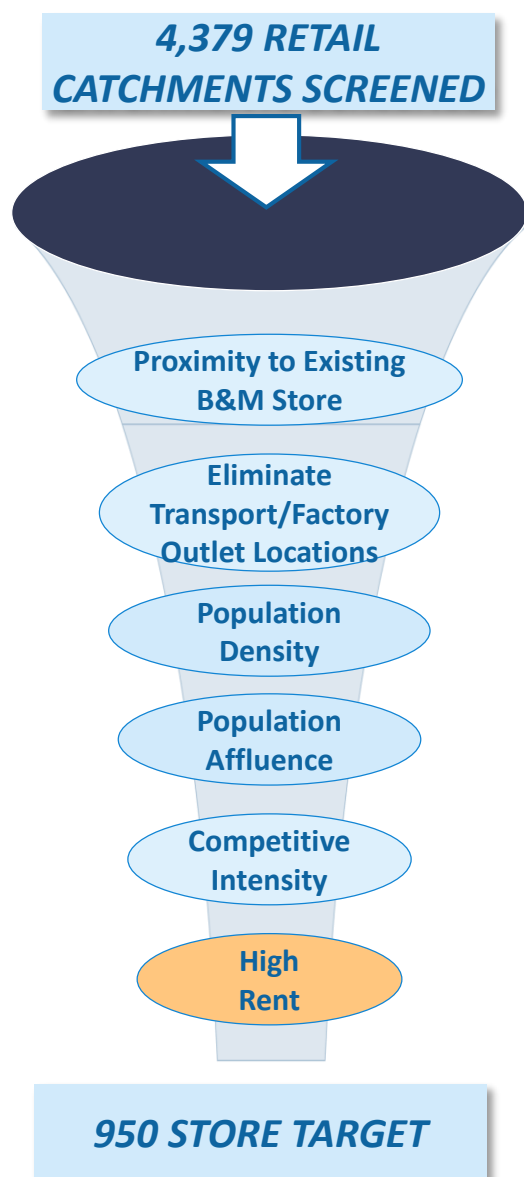 4,379 RETAIL
CATCHMENTS SCREENED
Proximity to Existing
B&M Store
Eliminate
Transport/Factory
Outlet Locations
Population
Density
Population
Affluence
Competitive
Intensity
High
Rent
950 STORE TARGET